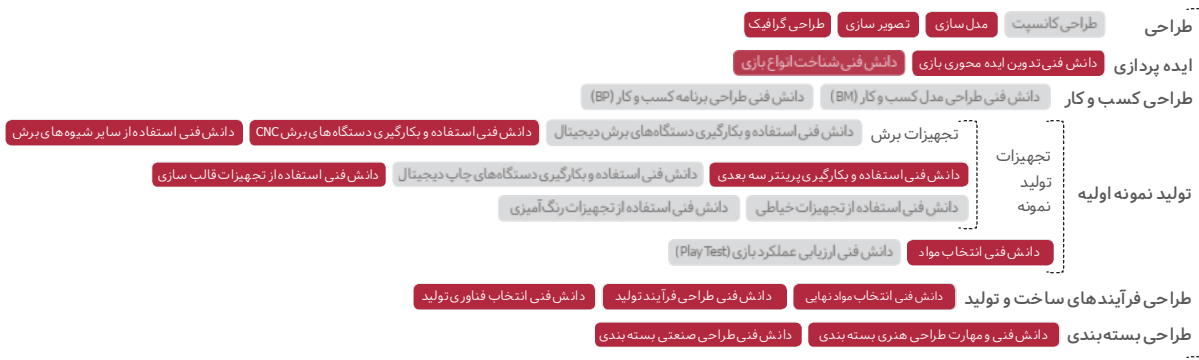 طراحی طراحی کانسپت مدل سازی تصویر سازی طراحی گرافیک
ایده پردازی دانش فنی تدوین ایده محوری بازی دانش فنی شناخت انواع بازی
طراحی کسب و کار دانش فنی طراحی مدل کسب و کار (BM) دانش فنی طراحی برنامه کسب و کار (BP)
تولید نمونه اولیه
تجهیزات
تولید
نمونه
تجهیزات برش دانش فنی استفاده و بکارگیری دستگاه‌های برش دیجیتال دانش فنی استفاده و بکارگیری دستگاه‌های برش CNC دانش فنی استفاده از سایر شیوه‌های برش
دانش فنی استفاده و بکارگیری پرینتر سه بعدی دانش فنی استفاده و بکارگیری دستگاه‌های چاپ دیجیتال دانش فنی استفاده از تجهیزات قالب سازی
دانش فنی استفاده از تجهیزات خیاطی دانش فنی استفاده از تجهیزات رنگ‌آمیزی
دانش فنی انتخاب مواد دانش فنی ارزیابی عملکرد بازی (Play Test)
طراحی فرآیندهای ساخت و تولید دانش فنی انتخاب مواد نهایی دانش فنی طراحی فرآیند تولید دانش فنی انتخاب فناوری تولید
طراحی بسته‌بندی دانش فنی و مهارت طراحی هنری بسته بندی دانش فنی طراحی صنعتی بسته بندی